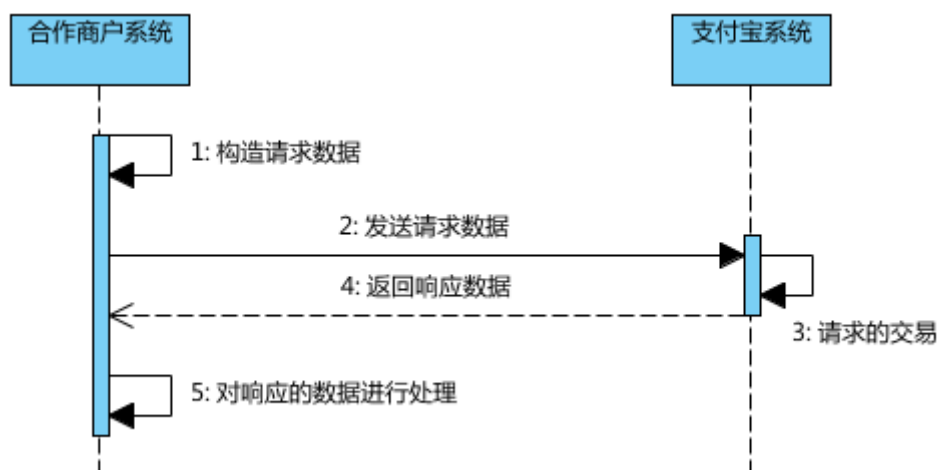 合作商户系统
支付宝系统
1: 构造请求数据
2: 发送请求数据
4: 返回响应数据
3: 请求的交易
5: 对响应的数据进行处理